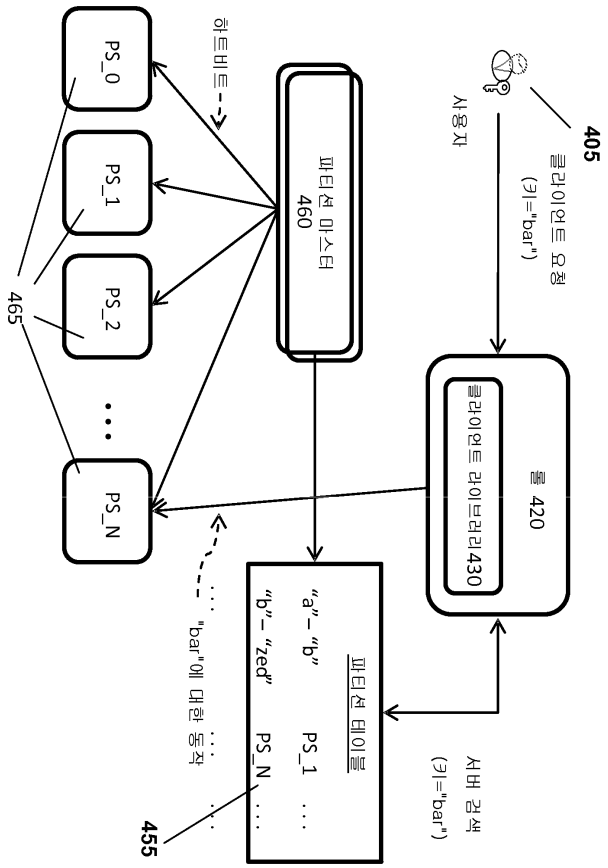 405
클라이언트 요청
(키="bar")
사용자
롤 420
클라이언트 라이브러리430
서버 검색
(키="bar")
파티션 마스터
460
하트비트
파티션 테이블
"a" – "b" PS_1 ...
"b" – "zed" PS_N ...
... ... ...
455
"bar"에 대한 동작
PS_0
PS_1
PS_2
...
PS_N
465